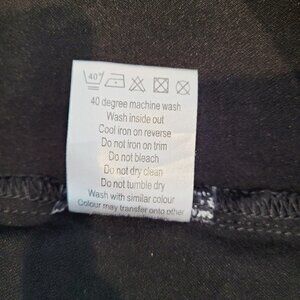 40°
40 degree machine wash
Wash inside out
Cool iron on reverse
Do not iron on trim
Do not bleach
Do not dry clean
Do not tumble dry
Wash with similar colour
Colour may transfer onto other